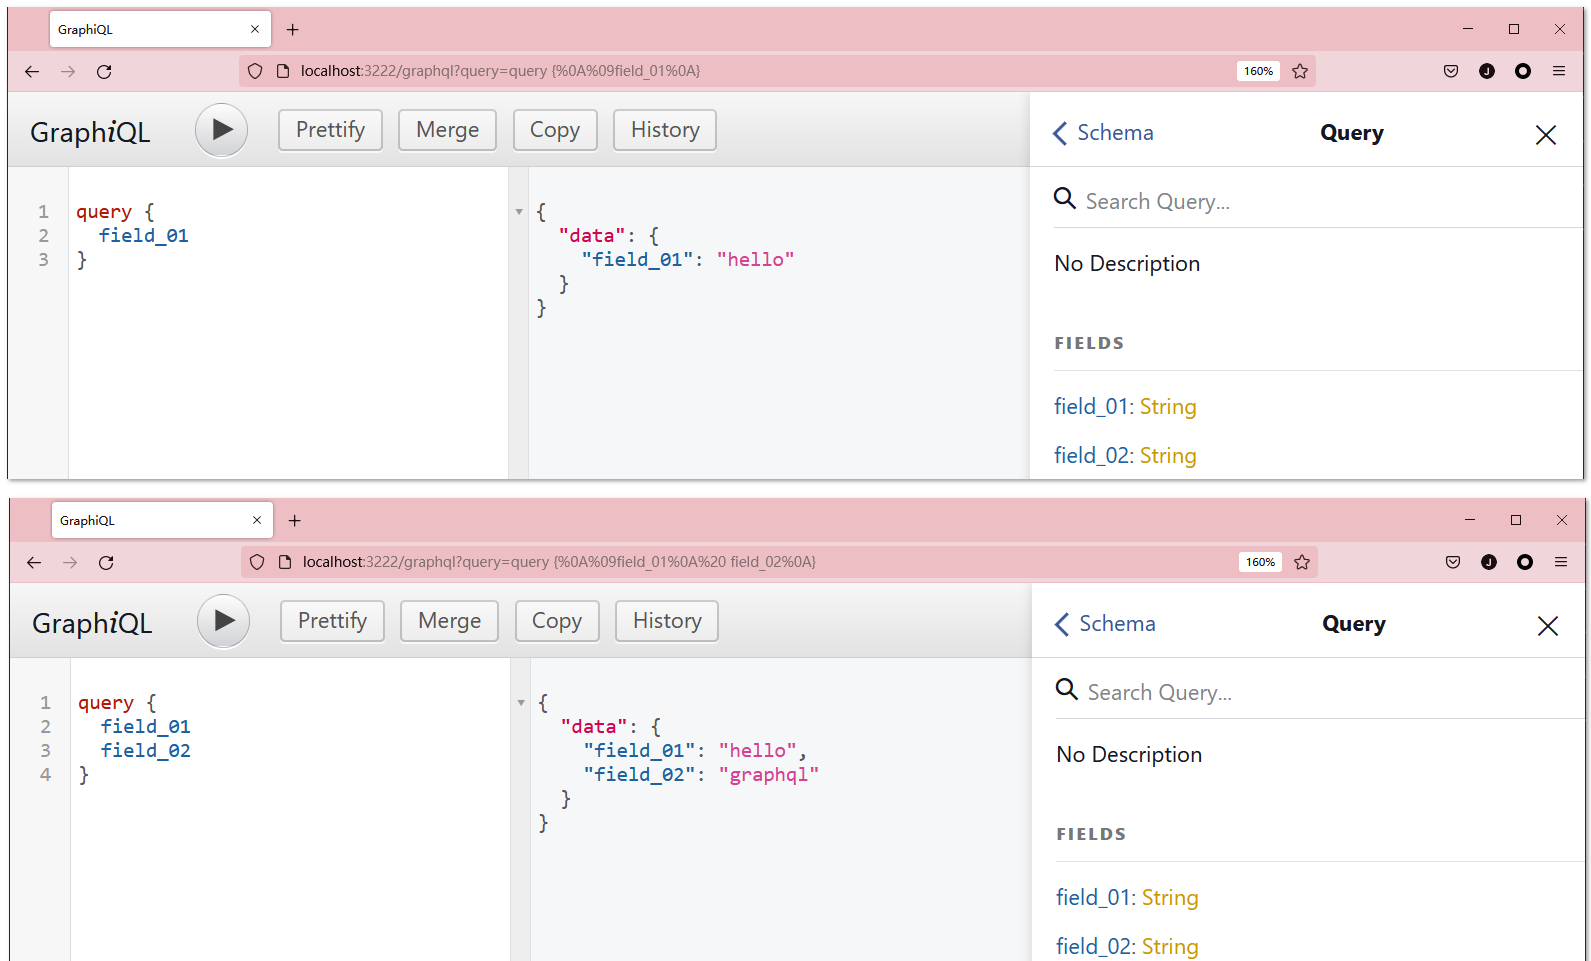 GraphiQL
localhost:3222/graphql?query=query {%0A%09field_01%0A}
160%
J
GraphiQL
Prettify
Merge
Copy
History
Schema
Query
1 query {
2 field_01
3 }
{
"data": {
"field_01": "hello"
}
}
Search Query...
No Description
FIELDS
field_01: String
field_02: String
GraphiQL
localhost:3222/graphql?query=query {%0A%09field_01%0A%20 field_02%0A}
160%
J
GraphiQL
Prettify
Merge
Copy
History
Schema
Query
1 query {
2 field_01
3 field_02
4 }
{
"data": {
"field_01": "hello",
"field_02": "graphql"
}
}
Search Query...
No Description
FIELDS
field_01: String
field_02: String